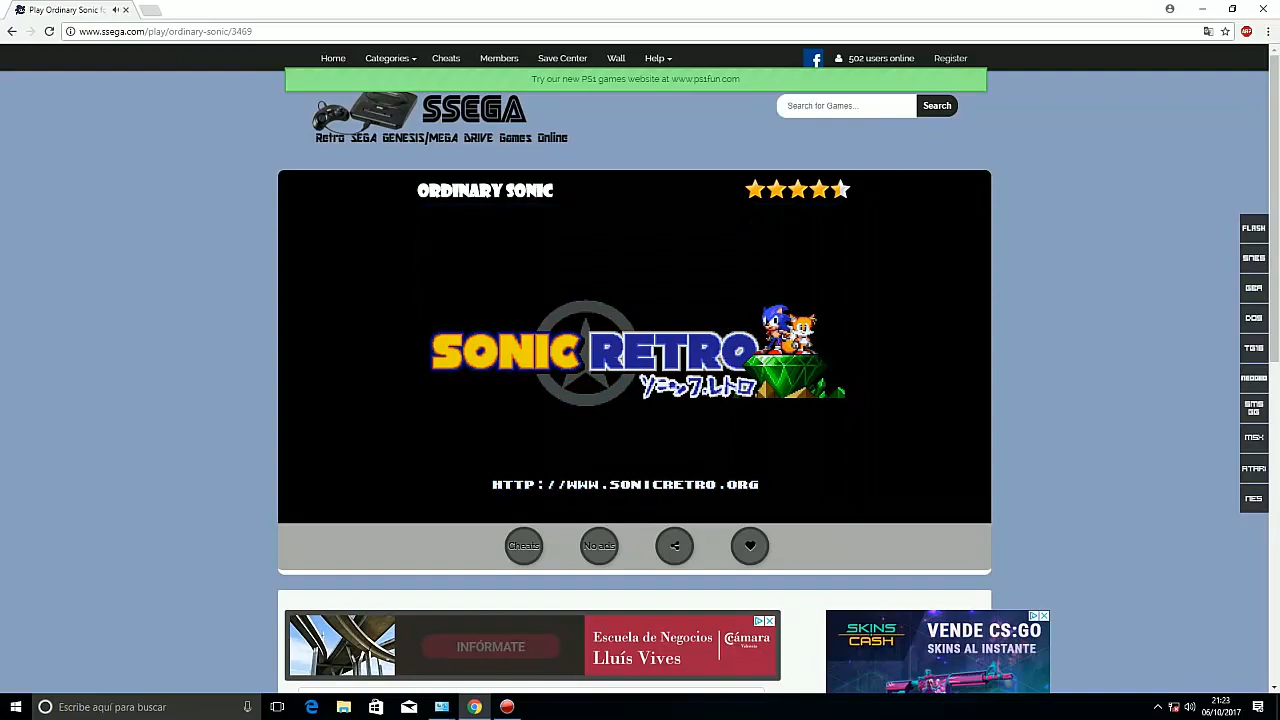 Play Ordinary Sonic fo
www.ssega.com/play/ordinary-sonic/3469
Home Categories Cheats Members Save Center Wall Help 502 users online Register
Try our new PS1 games website at www.ps1fun.com
SSEGA
Retro SEGA GENESIS/MEGA DRIVE Games Online
Search for Games... Search
ORDINARY SONIC
SONIC RETRO
ソニック.レトロ
HTTP://WWW.SONICRETRO.ORG
Cheats No ads
FLASH
SNES
GBA
DOS
TG16
NEOGEO
SMS
GG
MSX
ATARI
NES
INFÓRMATE
Escuela de Negocios
Lluís Vives
Cámara
Valencia
SKINS
CASH
VENDE CS:GO
SKINS AL INSTANTE
Escribe aquí para buscar
21:23
06/10/2017